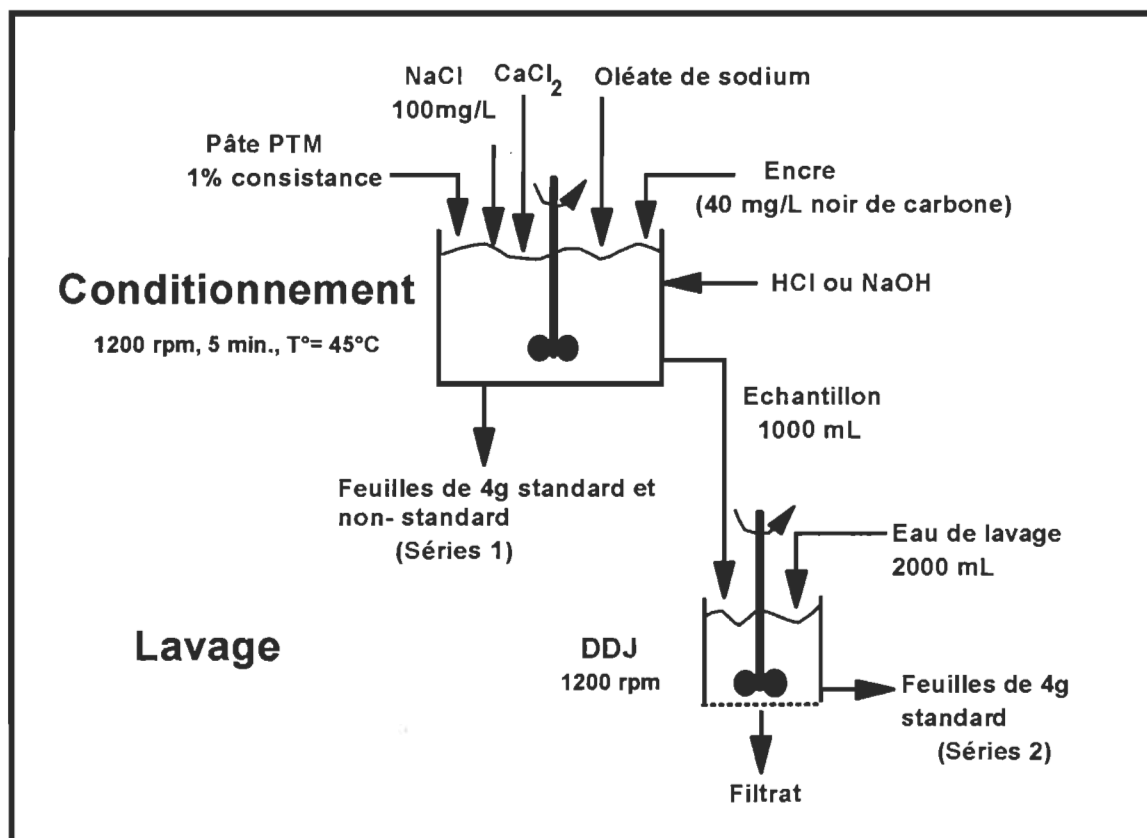 NaCl
100mg/L
CaCl2
Oléate de sodium
Pâte PTM
1% consistance
Encre
(40 mg/L noir de carbone)
HCl ou NaOH
Conditionnement
1200 rpm, 5 min., T°= 45°C
Echantillon
1000 mL
Feuilles de 4g standard et
non- standard
(Séries 1)
Eau de lavage
2000 mL
Lavage
DDJ
1200 rpm
Feuilles de 4g
standard
(Séries 2)
Filtrat